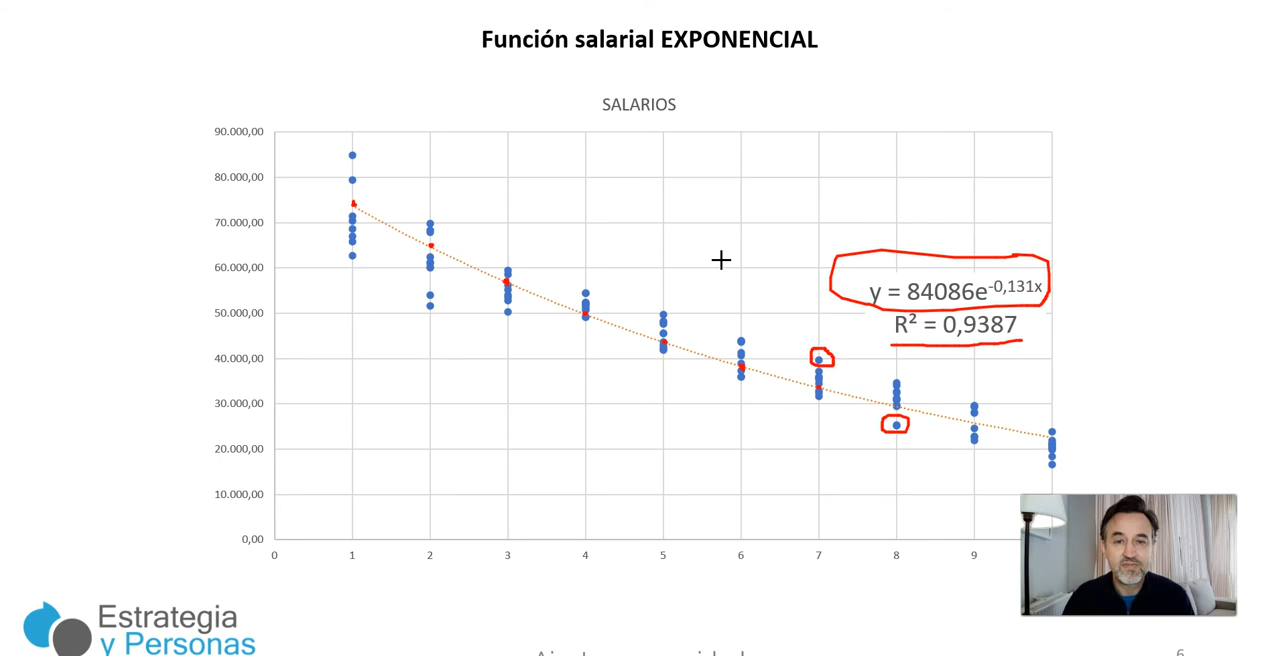 Función salarial EXPONENCIAL
SALARIOS
90.000,00
80.000,00
70.000,00
60.000,00
50.000,00
40.000,00
30.000,00
20.000,00
10.000,00
0,00
y = 84086e^-0,131x
R² = 0,9387
0 1 2 3 4 5 6 7 8 9
Estrategia
y Personas
6